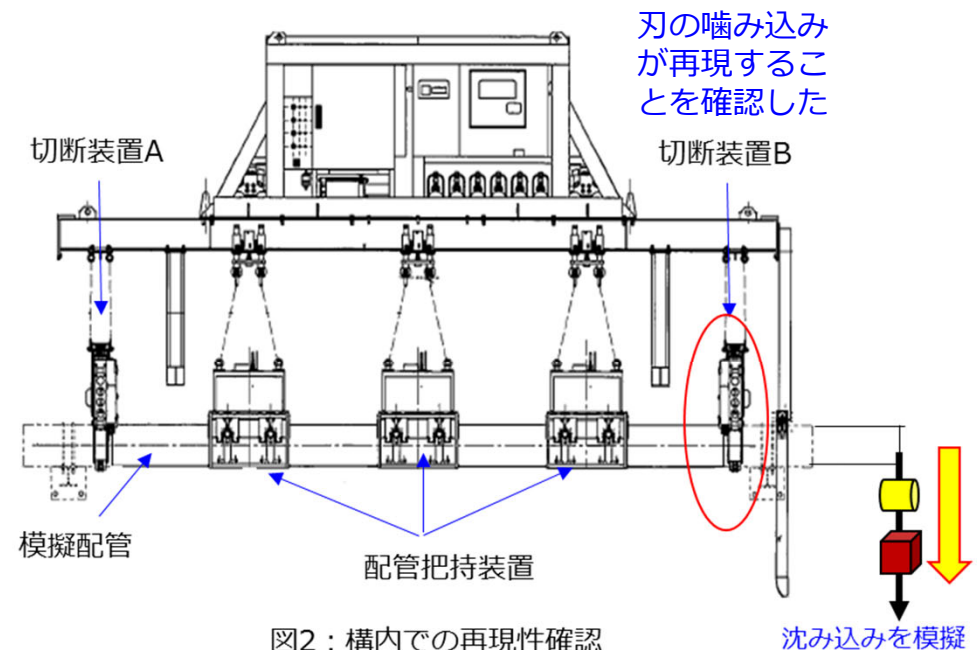 刃の噛み込み
が再現するこ
とを確認した
切断装置A
切断装置B
模擬配管
配管把持装置
図2：構内での再現性確認
沈み込みを模擬